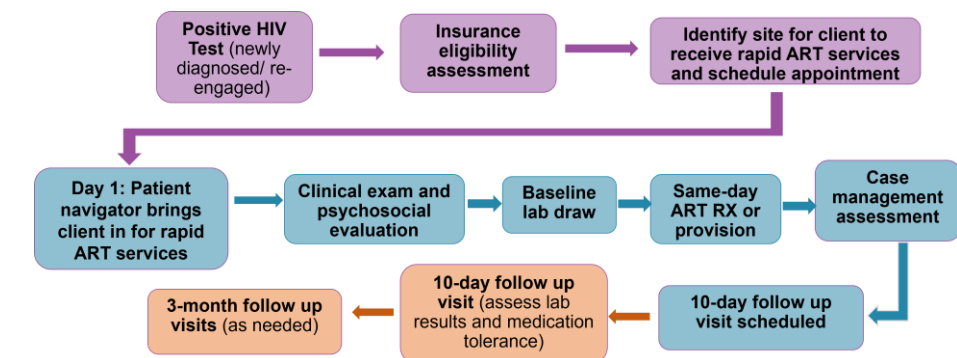 Positive HIV
Test (newly
diagnosed/ re-
engaged)
Insurance
eligibility
assessment
Identify site for client to
receive rapid ART services
and schedule appointment
Day 1: Patient
navigator brings
client in for rapid
ART services
Clinical exam and
psychosocial
evaluation
Baseline
lab draw
Same-day
ART RX or
provision
Case
management
assessment
10-day follow up
visit scheduled
10-day follow up
visit (assess lab
results and medication
tolerance)
3-month follow up
visits (as needed)